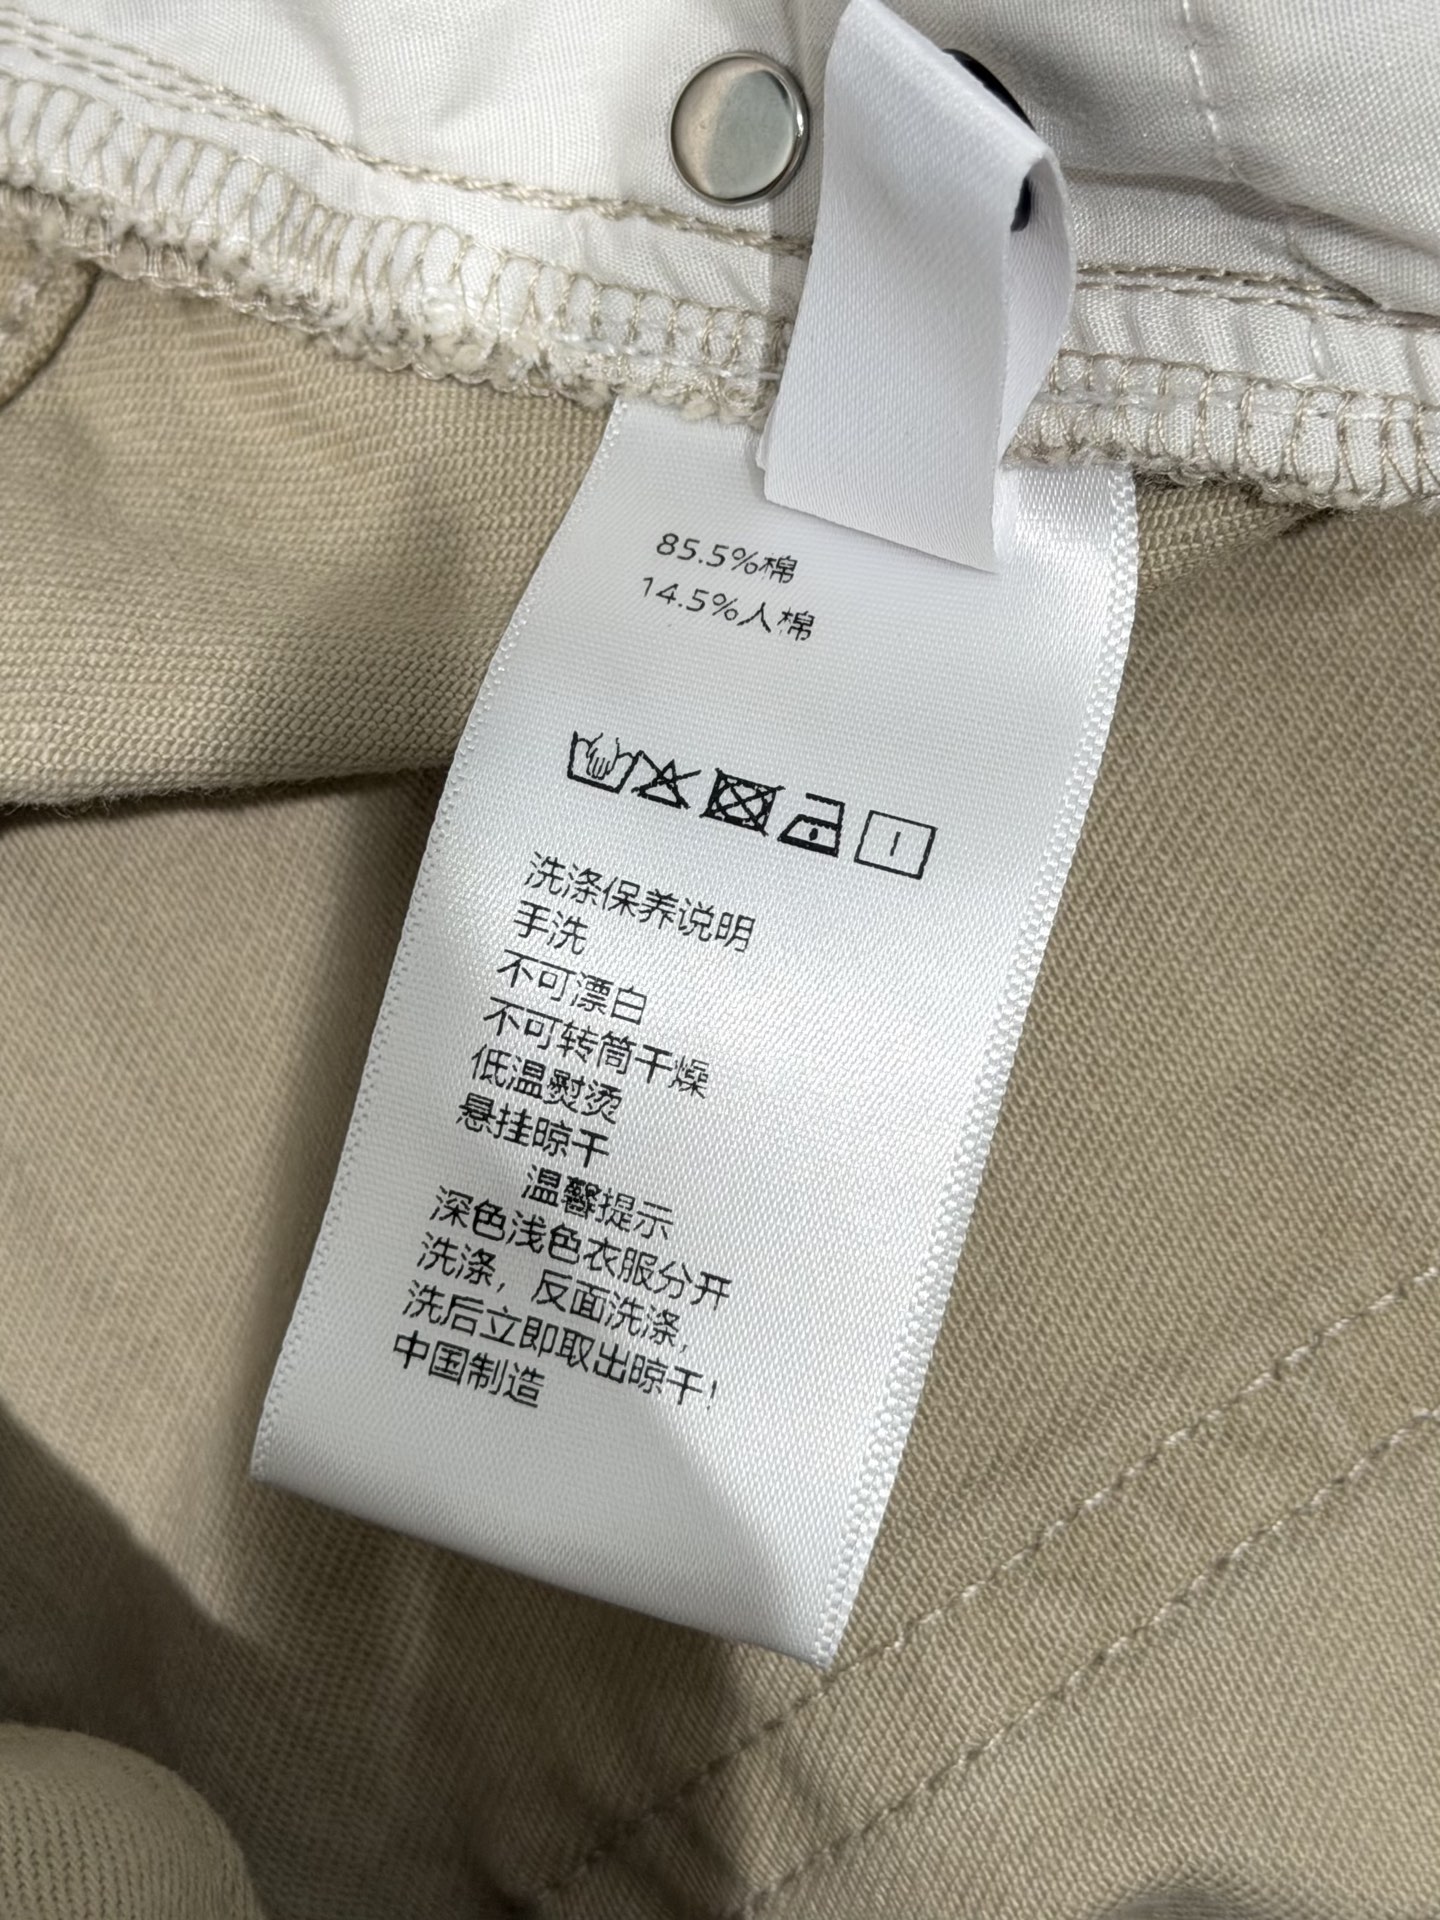 85.5%棉
14.5%人棉
洗涤保养说明
手洗
不可漂白
不可转筒干燥
低温熨烫
悬挂晾干
温馨提示
深色浅色衣服分开
洗涤，反面洗涤，
洗后立即取出晾干！
中国制造